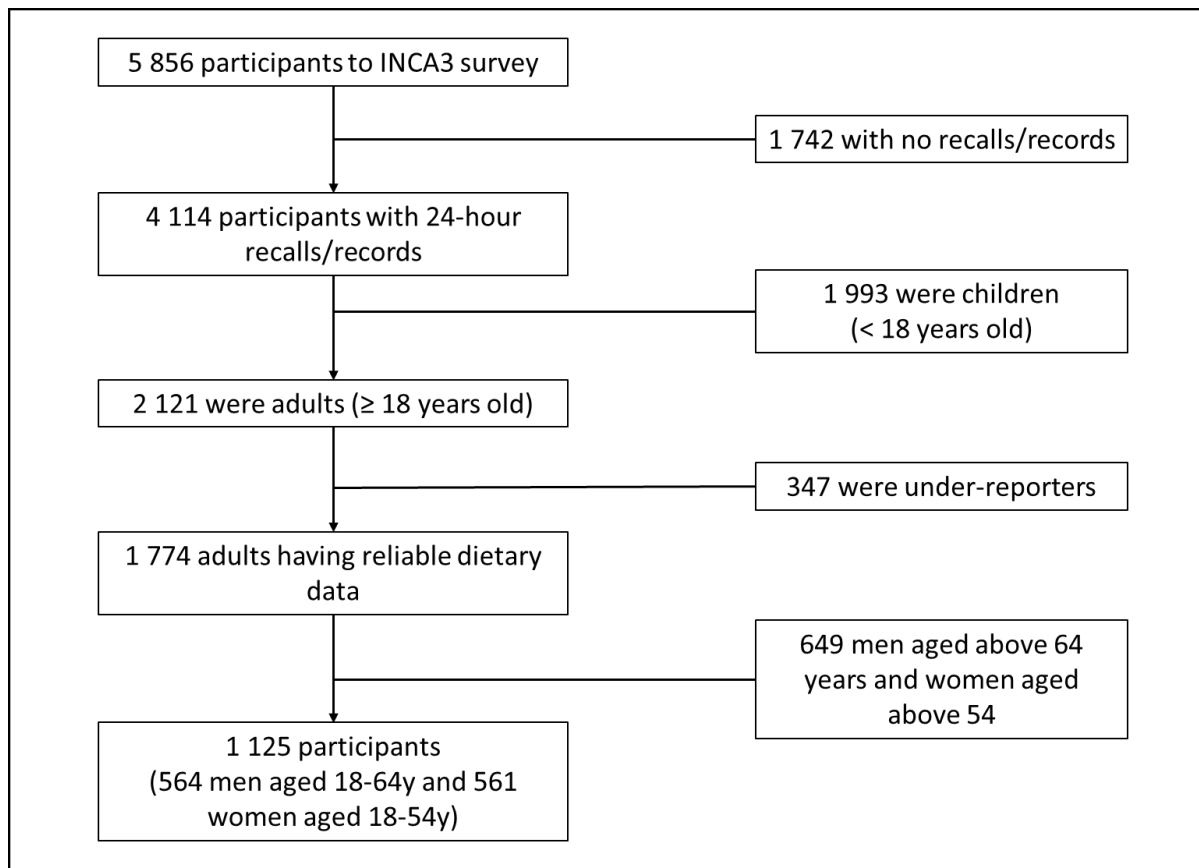 5 856 participants to INCA3 survey
1 742 with no recalls/records
4 114 participants with 24-hour
recalls/records
1 993 were children
(< 18 years old)
2 121 were adults (≥ 18 years old)
347 were under-reporters
1 774 adults having reliable dietary
data
649 men aged above 64
years and women aged
above 54
1 125 participants
(564 men aged 18-64y and 561
women aged 18-54y)